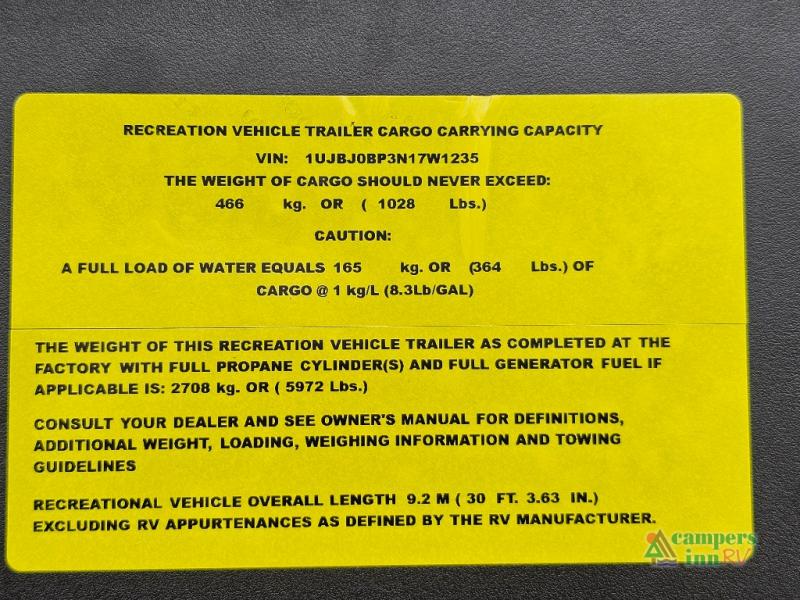 RECREATION VEHICLE TRAILER CARGO CARRYING CAPACITY
VIN: 1UJBJ0BP3N17W1235
THE WEIGHT OF CARGO SHOULD NEVER EXCEED:
466 kg. OR ( 1028 Lbs.)
CAUTION:
A FULL LOAD OF WATER EQUALS 165 kg. OR (364 Lbs.) OF
CARGO @ 1 kg/L (8.3Lb/GAL)
THE WEIGHT OF THIS RECREATION VEHICLE TRAILER AS COMPLETED AT THE
FACTORY WITH FULL PROPANE CYLINDER(S) AND FULL GENERATOR FUEL IF
APPLICABLE IS: 2708 kg. OR ( 5972 Lbs.)
CONSULT YOUR DEALER AND SEE OWNER'S MANUAL FOR DEFINITIONS,
ADDITIONAL WEIGHT, LOADING, WEIGHING INFORMATION AND TOWING
GUIDELINES
RECREATIONAL VEHICLE OVERALL LENGTH 9.2 M ( 30 FT. 3.63 IN.)
EXCLUDING RV APPURTENANCES AS DEFINED BY THE RV MANUFACTURER.
campers
inn RV